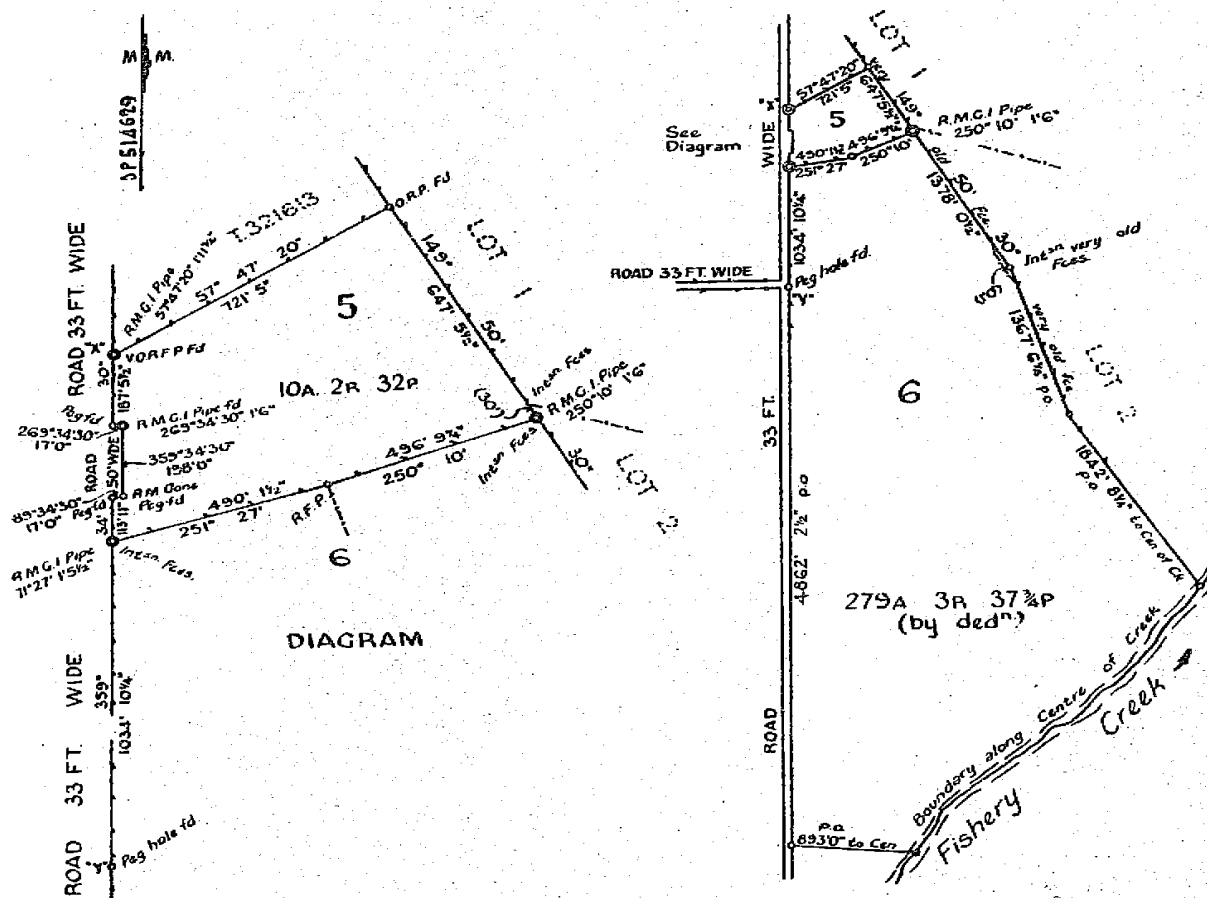 M M.
DP514629
ROAD 33 FT. WIDE
"X"
30"
R.M.G.I Pipe
57°47'20" 1'11½"
I.321613
57° 47' 20"
721' 5"
O.R.P. Fd
V.O.R.F P Fd
5
10A. 2R 32P
149° 50' 30"
647' 5½"
LOT 1
LOT 2
Intsn Fces
R.M.G.I. Pipe
250°10' 1'6"
(30')
Intsn Fces
187' 5½"
Peg fd
269°34'30"
17'0"
R.M.G.I Pipe fd
269°34'30" 1'6"
ROAD 50' WIDE
359°34'30"
198'0"
89°34'30"
17'0" Peg fd
34'
113'11"
Peg fd
R.M.G.I Pipe
71°27' 1'5½"
Intsn. Fces.
490' 1½"
251° 27'
496' 9¾"
250° 10'
R.F.P.
6
DIAGRAM
ROAD 33 FT WIDE
359°
1034' 10¼"
"Y" Peg hole fd.
LOT 1
57°47'20"
721'5"
"X"
5
very old Fce
149° 50' 30"
647'5½"
R.M.G.I Pipe
250°10' 1'6"
See
Diagram
490'1½ 496'9¾
251°27' 250°10'
1378' 0½"
1034' 10¼"
ROAD 33 FT. WIDE
Peg hole fd.
"Y"
Intsn very old
Fces.
very old fce
LOT 2
6
ROAD 33 FT. WIDE
4862' 2½" p.o
1842' 8¼" to Cen of Ck
p.o
279A 3R 37¾P
(by dedn.)
Boundary along Centre of Creek
Fishery Creek
p.o
893'0" to Cen